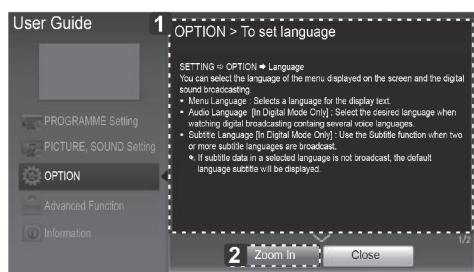 User Guide
1
OPTION > To set language
SETTING ⇨ OPTION ➡ Language
You can select the language of the menu displayed on the screen and the digital
sound broadcasting.
• Menu Language : Selects a language for the display text.
• Audio Language [In Digital Mode Only] : Select the desired language when
watching digital broadcasting containg several voice languages.
• Subtitle Language [In Digital Mode Only] : Use the Subtitle function when two
or more subtitle languages are broadcast.
If subtitle data in a selected language is not broadcast, the default
language subtitle will be displayed.
PROGRAMME Setting
PICTURE, SOUND Setting
OPTION
Advanced Function
Information
1/2
2
Zoom In
Close